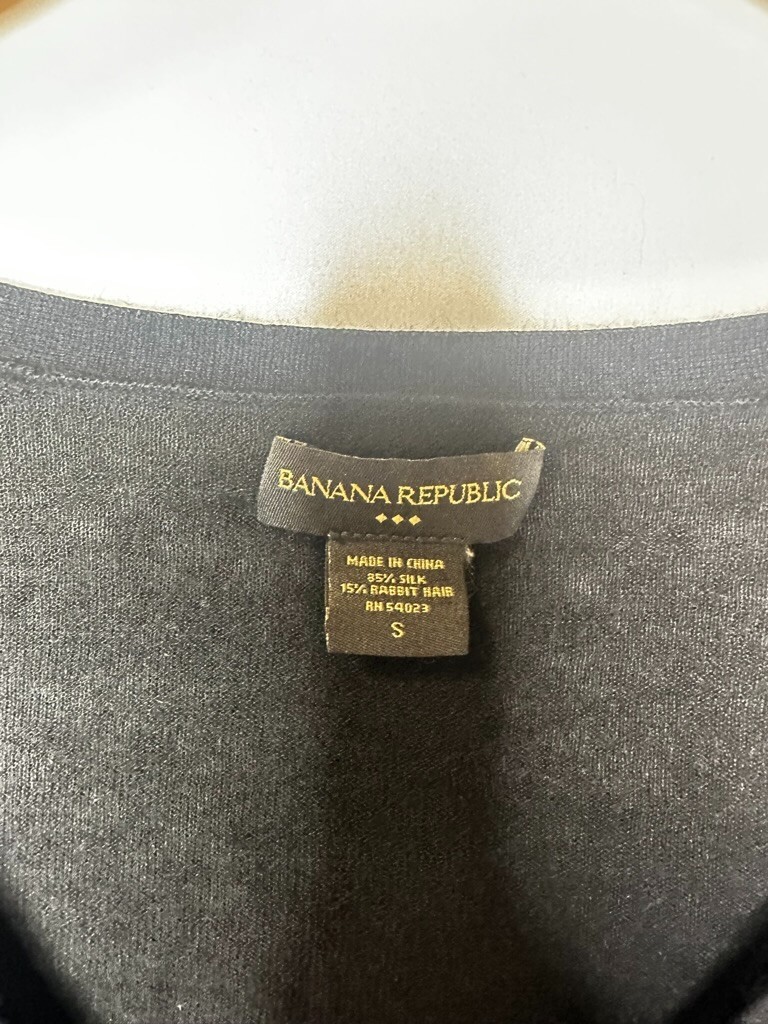 BANANA REPUBLIC
MADE IN CHINA
85% SILK
15% RABBIT HAIR
RN 54023
S